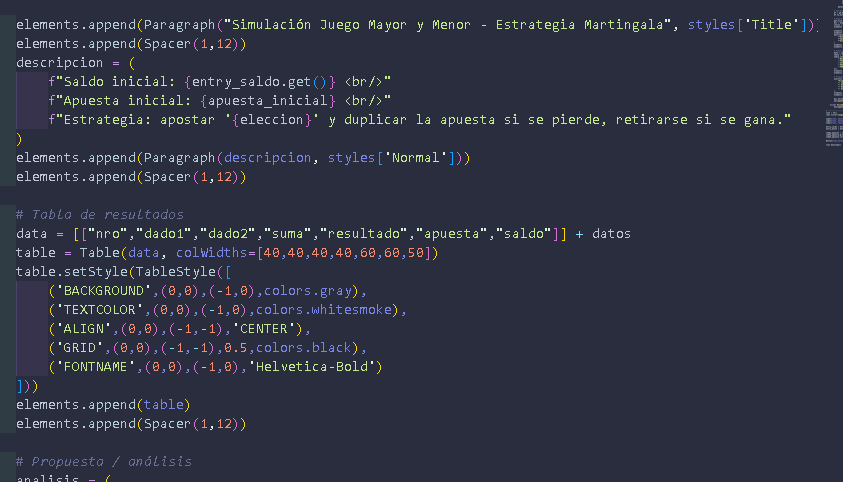 elements.append(Paragraph("Simulación Juego Mayor y Menor - Estrategia Martingala", styles['Title']))
elements.append(Spacer(1,12))
descripcion = (
    f"Saldo inicial: {entry_saldo.get()} <br/>"
    f"Apuesta inicial: {apuesta_inicial} <br/>"
    f"Estrategia: apostar '{eleccion}' y duplicar la apuesta si se pierde, retirarse si se gana."
)
elements.append(Paragraph(descripcion, styles['Normal']))
elements.append(Spacer(1,12))
# Tabla de resultados
data = [["nro","dado1","dado2","suma","resultado","apuesta","saldo"]] + datos
table = Table(data, colWidths=[40,40,40,40,60,60,50])
table.setStyle(TableStyle([
    ('BACKGROUND',(0,0),(-1,0),colors.gray),
    ('TEXTCOLOR',(0,0),(-1,0),colors.whitesmoke),
    ('ALIGN',(0,0),(-1,-1),'CENTER'),
    ('GRID',(0,0),(-1,-1),0.5,colors.black),
    ('FONTNAME',(0,0),(-1,0),'Helvetica-Bold')
]))
elements.append(table)
elements.append(Spacer(1,12))
# Propuesta / análisis
analisis = (